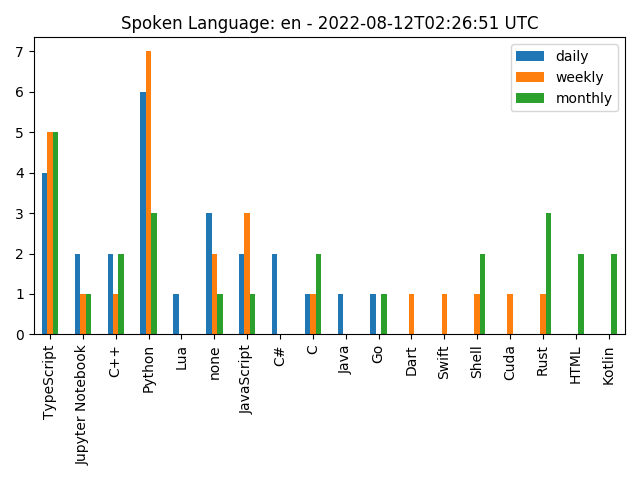 Spoken Language: en - 2022-08-12T02:26:51 UTC
daily
weekly
monthly
7
6
5
4
3
2
1
0
TypeScript
Jupyter Notebook
C++
Python
Lua
none
JavaScript
C#
C
Java
Go
Dart
Swift
Shell
Cuda
Rust
HTML
Kotlin